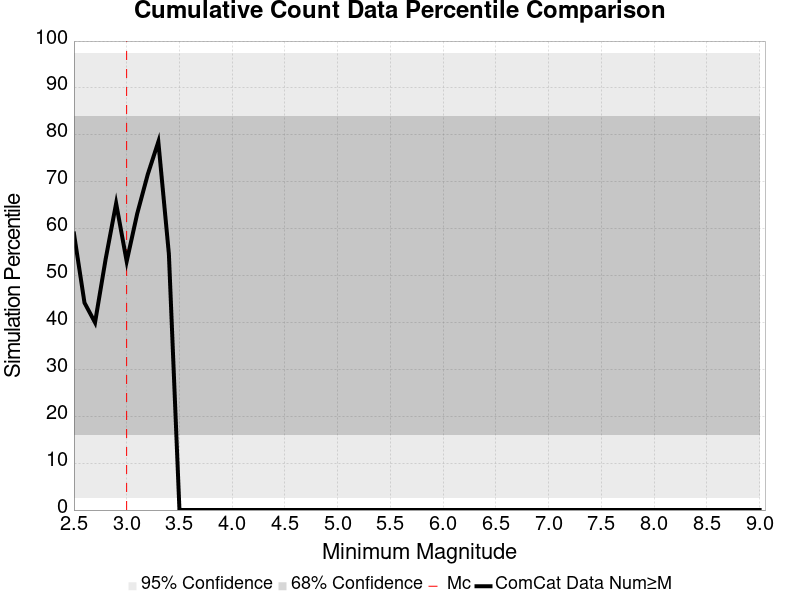 Cumulative Count Data Percentile Comparison
100
90
80
70
60
50
40
30
20
10
0
Simulation Percentile
2.5 3.0 3.5 4.0 4.5 5.0 5.5 6.0 6.5 7.0 7.5 8.0 8.5 9.0
Minimum Magnitude
95% Confidence 68% Confidence Mc ComCat Data Num≥M